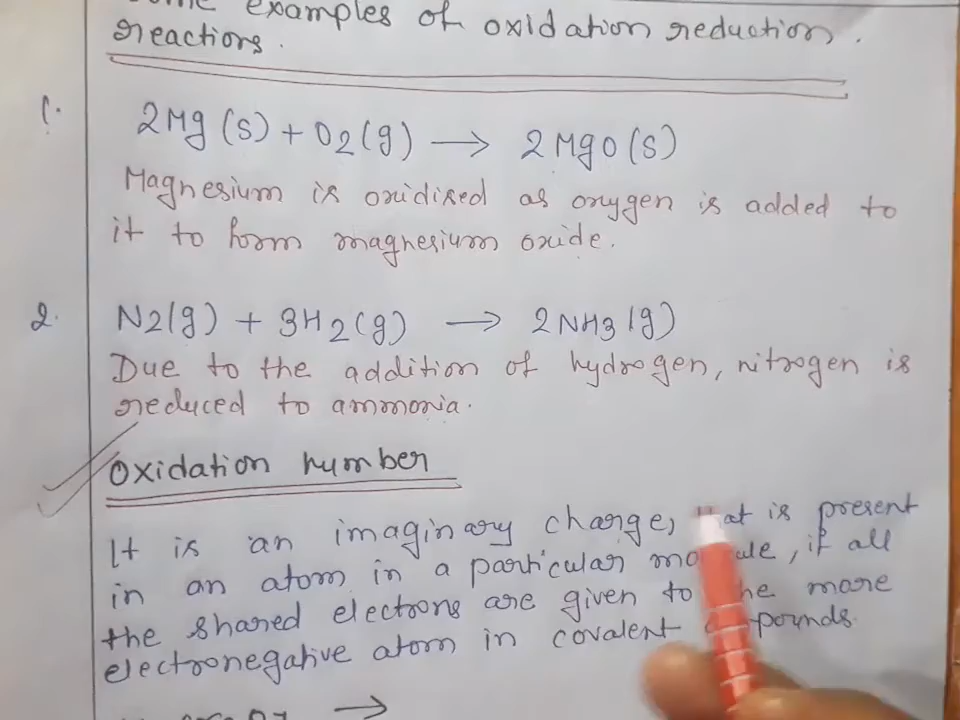 examples of oxidation reduction
reactions.
1. 2Mg (s) + O2 (g) → 2 MgO (s)
Magnesium is oxidised as oxygen is added to
it to form magnesium oxide.
2. N2(g) + 3H2 (g) → 2NH3 (g)
Due to the addition of hydrogen, nitrogen is
reduced to ammonia.
Oxidation number
It is an imaginary charge, is present
in an atom in a particular , if all
the shared electrons are given to more
electronegative atom in covalent
→